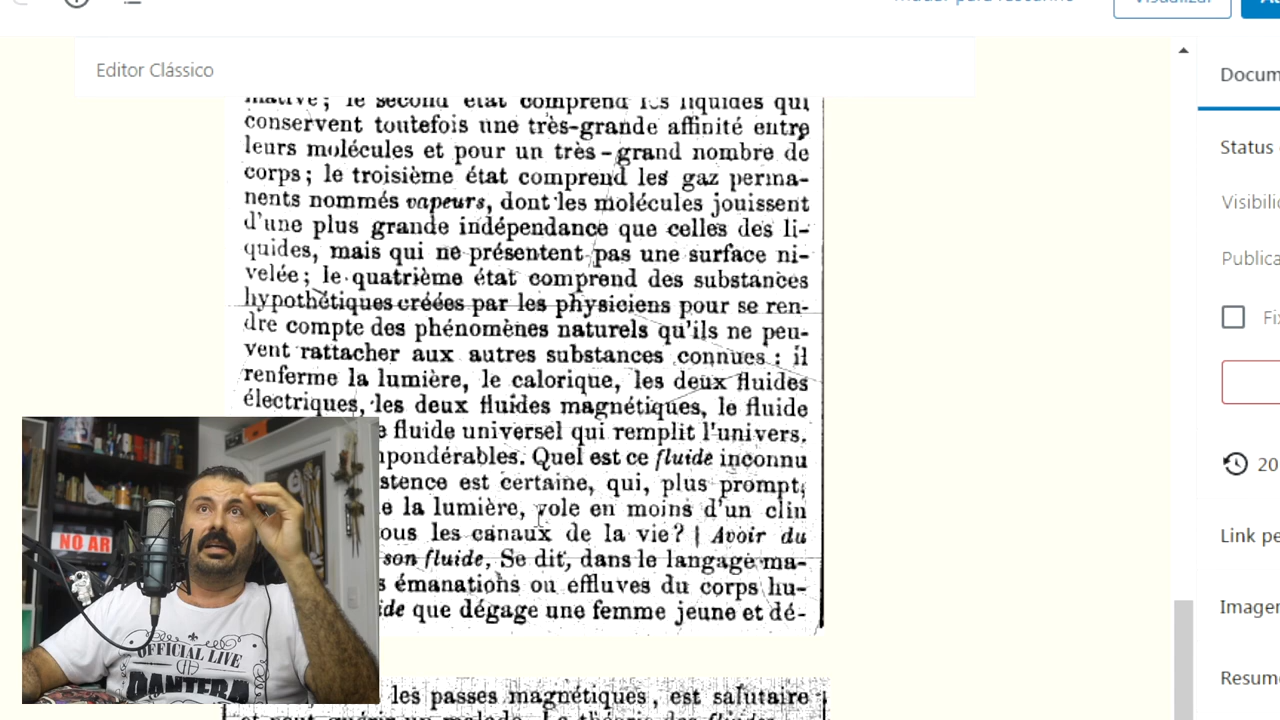 Visualizar
Editor Clássico
Docum
Status
Visibili
Publica
Fi
20
Link pe
Imager
Resum
mative; le second état comprend les liquides qui
conservent toutefois une très-grande affinité entre
leurs molécules et pour un très-grand nombre de
corps; le troisième état comprend les gaz perma-
nents nommés vapeurs, dont les molécules jouissent
d'une plus grande indépendance que celles des li-
quides, mais qui ne présentent pas une surface ni-
velée; le quatrième état comprend des substances
hypothétiques créées par les physiciens pour se ren-
dre compte des phénomènes naturels qu'ils ne peu-
vent rattacher aux autres substances connues : il
renferme la lumière, le calorique, les deux fluides
électriques, les deux fluides magnétiques, le fluide
e fluide universel qui remplit l'univers.
pondérables. Quel est ce fluide inconnu
stence est certaine, qui, plus prompt,
e la lumière, vole en moins d'un clin
ous les canaux de la vie? | Avoir du
son fluide, Se dit, dans le langage ma-
s émanations ou effluves du corps hu-
ide que dégage une femme jeune et dé-
les passes magnétiques, est salutaire
NO AR
OFFICIAL LIVE
PANTERA